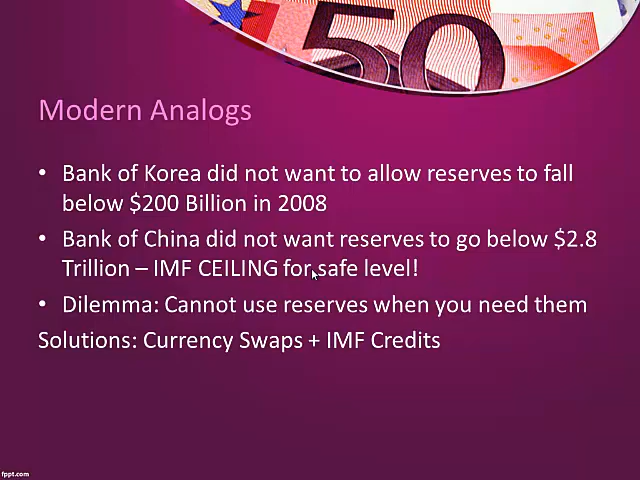 50
Modern Analogs
• Bank of Korea did not want to allow reserves to fall
below $200 Billion in 2008
• Bank of China did not want reserves to go below $2.8
Trillion – IMF CEILING for safe level!
• Dilemma: Cannot use reserves when you need them
Solutions: Currency Swaps + IMF Credits
fppt.com